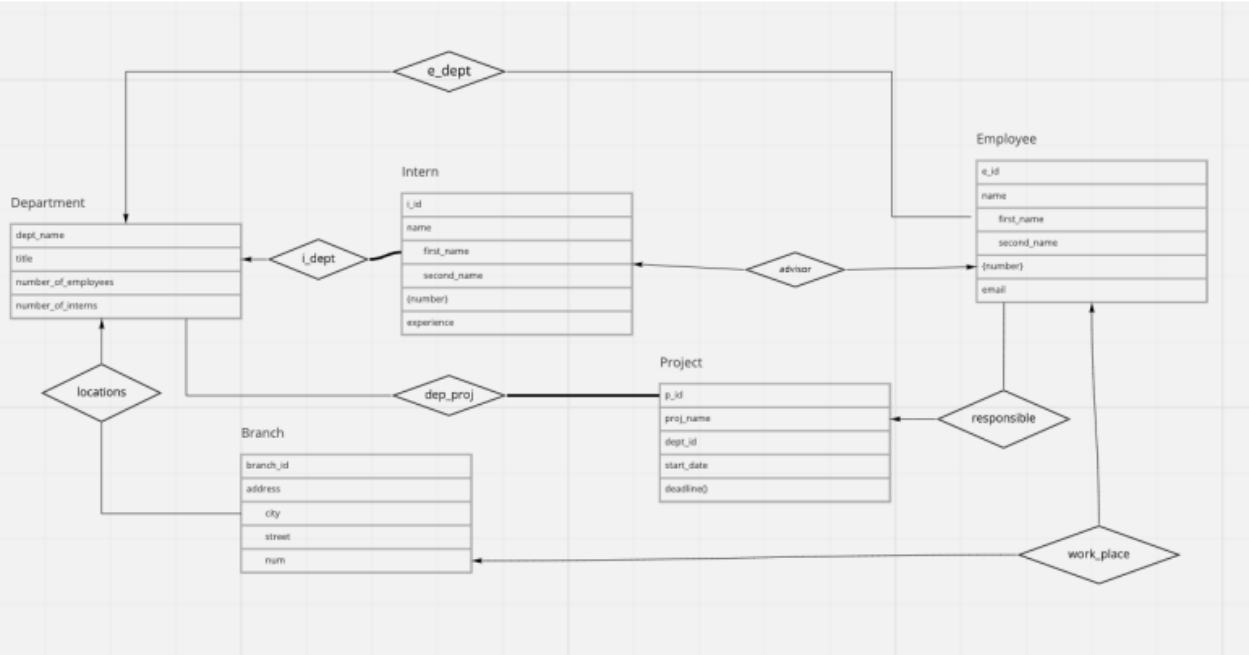 e_dept
Employee
e_id
name
first_name
second_name
{number}
email
Intern
i_id
name
first_name
second_name
{number}
experience
Department
dept_name
title
number_of_employees
number_of_interns
i_dept
advisor
Project
p_id
proj_name
dept_id
start_date
deadline()
locations
dep_proj
responsible
Branch
branch_id
address
city
street
num
work_place